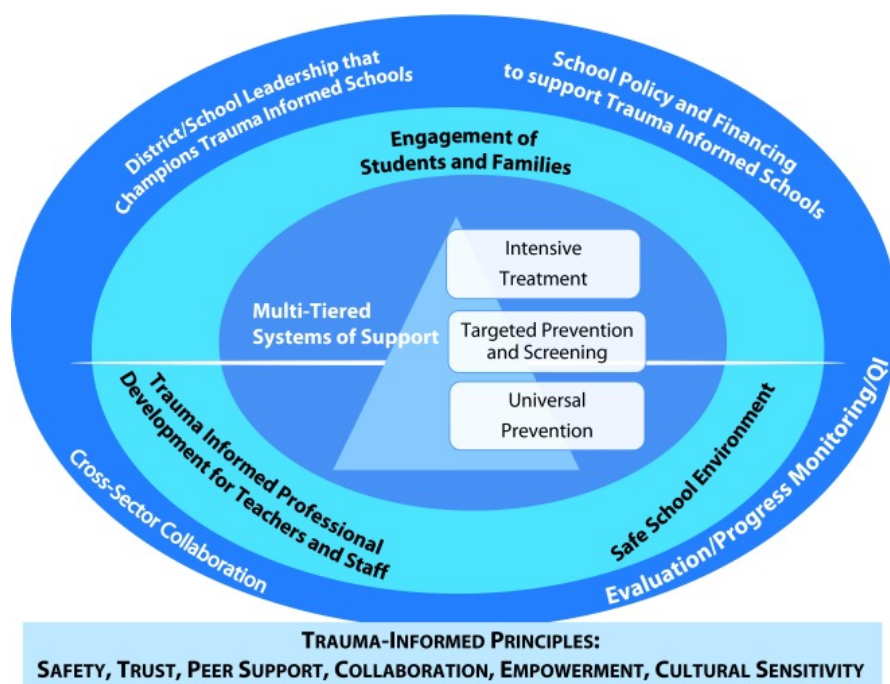 District/School Leadership that
Champions Trauma Informed Schools
School Policy and Financing
to support Trauma Informed Schools
Engagement of
Students and Families
Intensive
Treatment
Multi-Tiered
Systems of Support
Targeted Prevention
and Screening
Universal
Prevention
Trauma Informed Professional
Development for Teachers and Staff
Safe School Environment
Cross-Sector Collaboration
Evaluation/Progress Monitoring/QI
TRAUMA-INFORMED PRINCIPLES:
SAFETY, TRUST, PEER SUPPORT, COLLABORATION, EMPOWERMENT, CULTURAL SENSITIVITY